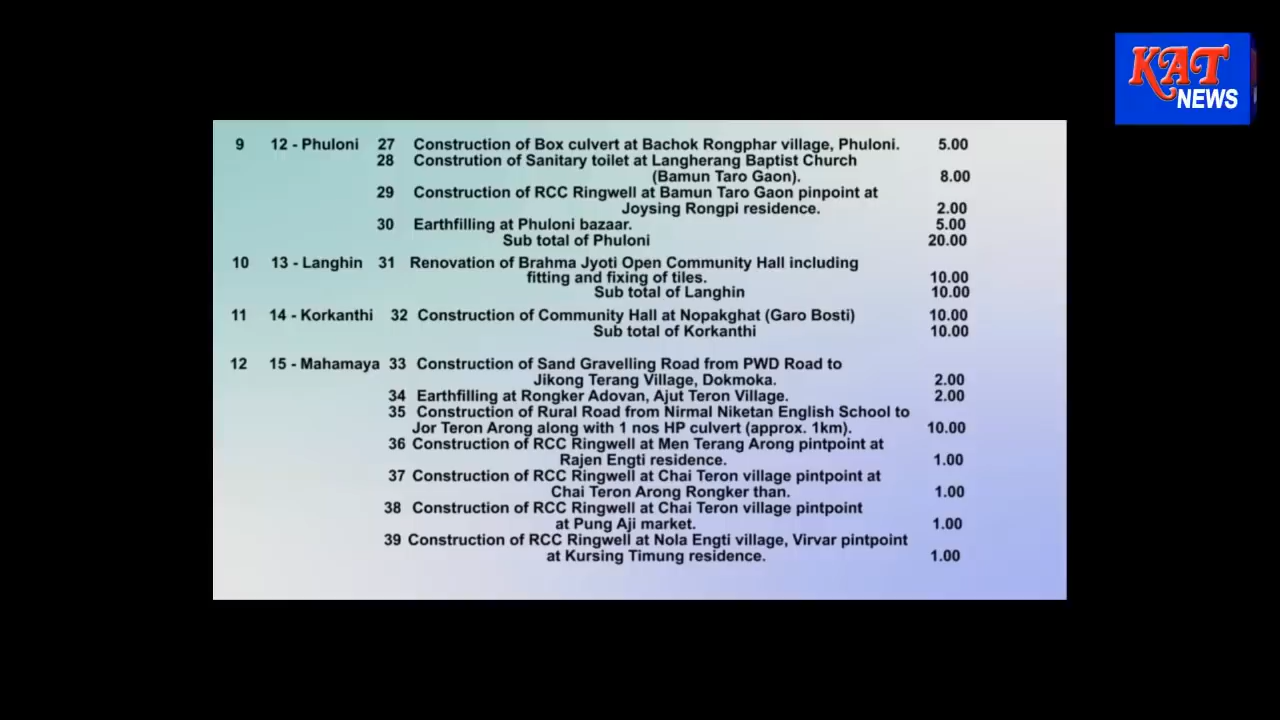 KAT
NEWS
9 12 - Phuloni 27 Construction of Box culvert at Bachok Rongphar village, Phuloni. 5.00
28 Constrution of Sanitary toilet at Langherang Baptist Church
(Bamun Taro Gaon). 8.00
29 Construction of RCC Ringwell at Bamun Taro Gaon pinpoint at
Joysing Rongpi residence. 2.00
30 Earthfilling at Phuloni bazaar. 5.00
Sub total of Phuloni 20.00
10 13 - Langhin 31 Renovation of Brahma Jyoti Open Community Hall including
fitting and fixing of tiles. 10.00
Sub total of Langhin 10.00
11 14 - Korkanthi 32 Construction of Community Hall at Nopakghat (Garo Bosti) 10.00
Sub total of Korkanthi 10.00
12 15 - Mahamaya 33 Construction of Sand Gravelling Road from PWD Road to
Jikong Terang Village, Dokmoka. 2.00
34 Earthfilling at Rongker Adovan, Ajut Teron Village. 2.00
35 Construction of Rural Road from Nirmal Niketan English School to
Jor Teron Arong along with 1 nos HP culvert (approx. 1km). 10.00
36 Construction of RCC Ringwell at Men Terang Arong pintpoint at
Rajen Engti residence. 1.00
37 Construction of RCC Ringwell at Chai Teron village pintpoint at
Chai Teron Arong Rongker than. 1.00
38 Construction of RCC Ringwell at Chai Teron village pintpoint
at Pung Aji market. 1.00
39 Construction of RCC Ringwell at Nola Engti village, Virvar pintpoint
at Kursing Timung residence. 1.00